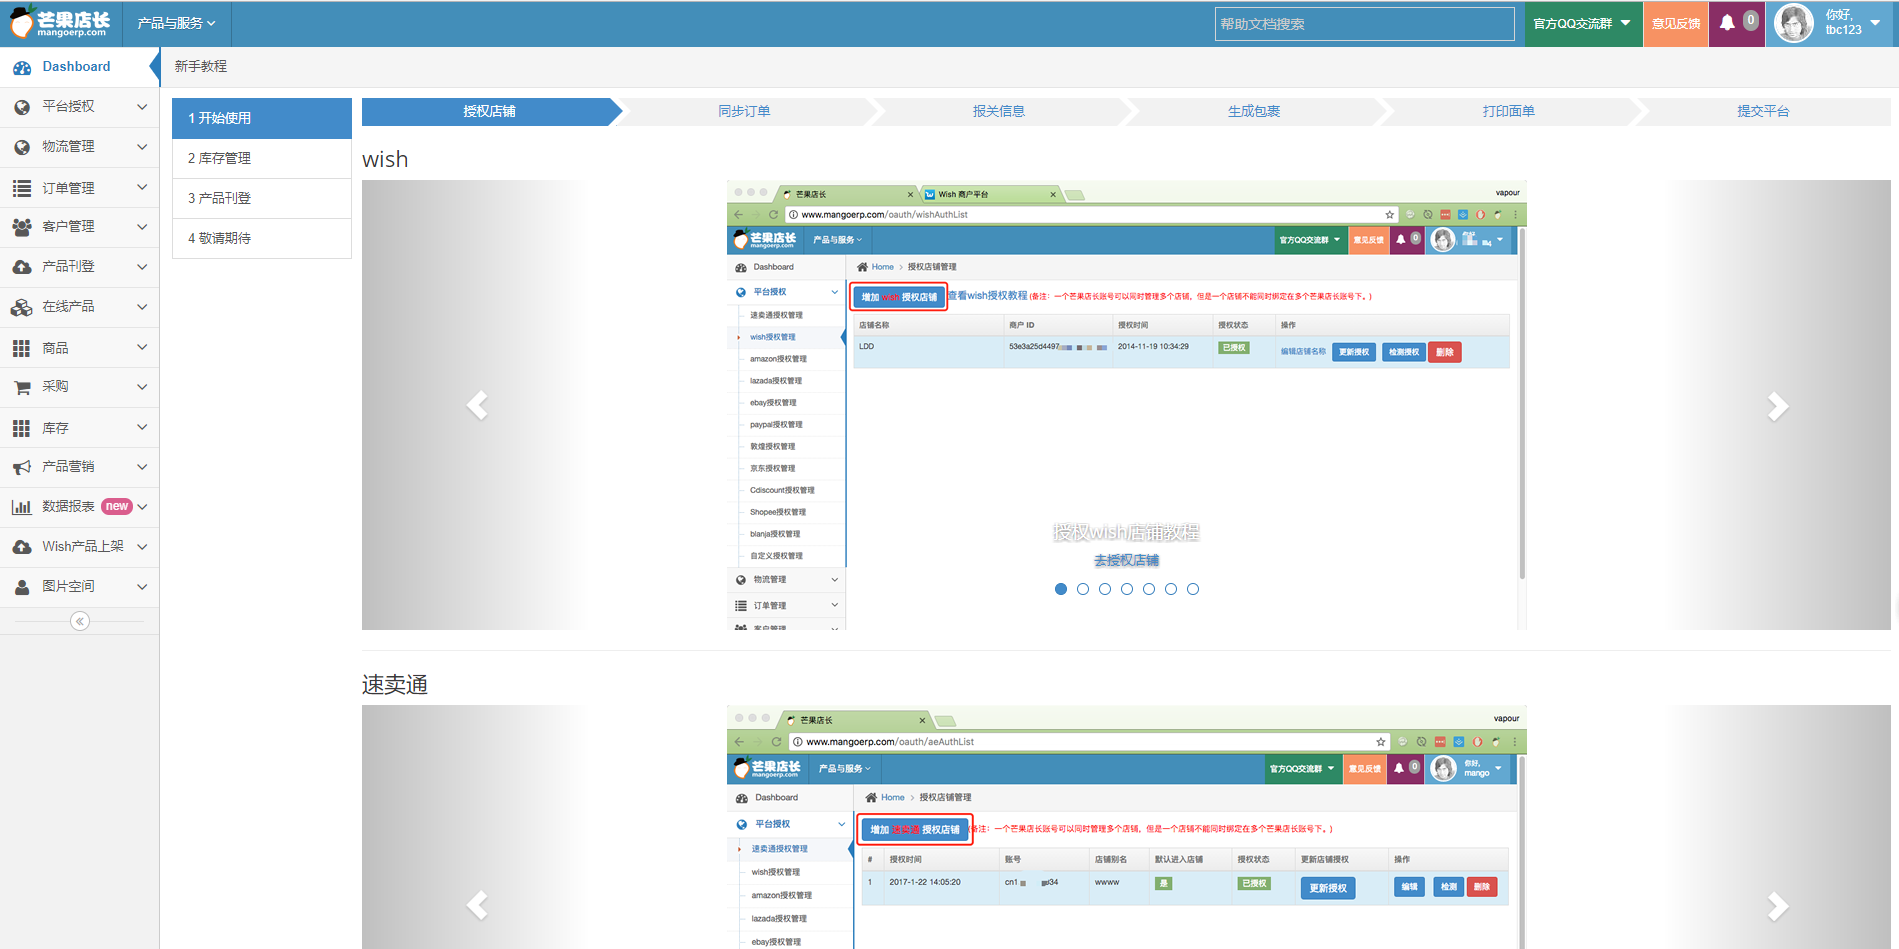 芒果店长
mangoerp.com
产品与服务
帮助文档搜索
官方QQ交流群
意见反馈
0
你好,
tbc123
Dashboard
平台授权
物流管理
订单管理
客户管理
产品刊登
在线产品
商品
采购
库存
产品营销
数据报表 new
Wish产品上架
图片空间
新手教程
1 开始使用
2 库存管理
3 产品刊登
4 敬请期待
授权店铺
同步订单
报关信息
生成包裹
打印面单
提交平台
wish
芒果店长
Wish 商户平台
vapour
www.mangoerp.com/oauth/wishAuthList
芒果店长
mangoerp.com
产品与服务
官方QQ交流群
意见反馈
0
Dashboard
平台授权
速卖通授权管理
wish授权管理
amazon授权管理
lazada授权管理
ebay授权管理
paypal授权管理
敦煌授权管理
京东授权管理
Cdiscount授权管理
Shopee授权管理
blanja授权管理
自定义授权管理
物流管理
订单管理
客户管理
Home > 授权店铺管理
增加 wish 授权店铺 查看wish授权教程 (备注：一个芒果店长账号可以同时管理多个店铺，但是一个店铺不能同时绑定在多个芒果店长账号下。)
店铺名称 商户 ID 授权时间 授权状态 操作
LDD 53e3a25d4497 2014-11-19 10:34:29 已授权 编辑店铺名称 更新授权 检测授权 删除
授权wish店铺教程
去授权店铺
速卖通
芒果店长
vapour
www.mangoerp.com/oauth/aeAuthList
芒果店长
mangoerp.com
产品与服务
官方QQ交流群
意见反馈
0
你好,
mango
Dashboard
平台授权
速卖通授权管理
wish授权管理
amazon授权管理
lazada授权管理
ebay授权管理
Home > 授权店铺管理
增加 速卖通 授权店铺 备注：一个芒果店长账号可以同时管理多个店铺，但是一个店铺不能同时绑定在多个芒果店长账号下。)
# 授权时间 账号 店铺别名 默认进入店铺 授权状态 更新店铺授权 操作
1 2017-1-22 14:05:20 cn1 34 wwww 是 已授权 更新授权 编辑 检测 删除